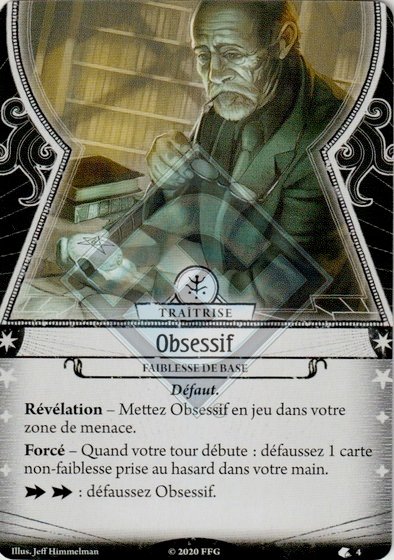 TRAÎTRISE
Obsessif
FAIBLESSE DE BASE
Défaut.
Révélation – Mettez Obsessif en jeu dans votre
zone de menace.
Forcé – Quand votre tour débute : défaussez 1 carte
non-faiblesse prise au hasard dans votre main.
: défaussez Obsessif.
Illus. Jeff Himmelman
© 2020 FFG
4